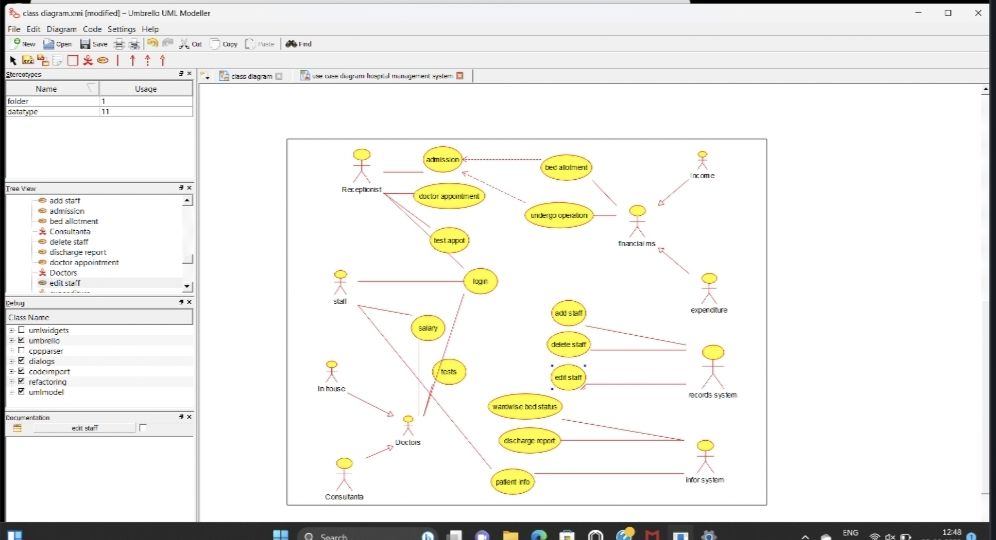 class diagram.xmi [modified] – Umbrello UML Modeller
File Edit Diagram Code Settings Help
New Open Save Cut Copy Paste Find
Stereotypes
class diagram
use case diagram hospital management system
Name Usage
folder 1
datatype 11
Tree View
add staff
admission
bed allotment
Consultanta
delete staff
discharge report
doctor appointment
Doctors
edit staff
Debug
Class Name
umlwidgets
umbrello
cppparser
dialogs
codeimport
refactoring
umlmodel
Documentation
edit staff
admission
bed allotment
Income
Receptionist
doctor appointment
undergo operation
test appot
financial ms
login
staff
expenditure
add staff
salary
delete staff
tests
edit staff
In house
records system
wardwise bed status
Doctors
discharge report
patient info
infor system
Consultanta
Search
ENG
12:48